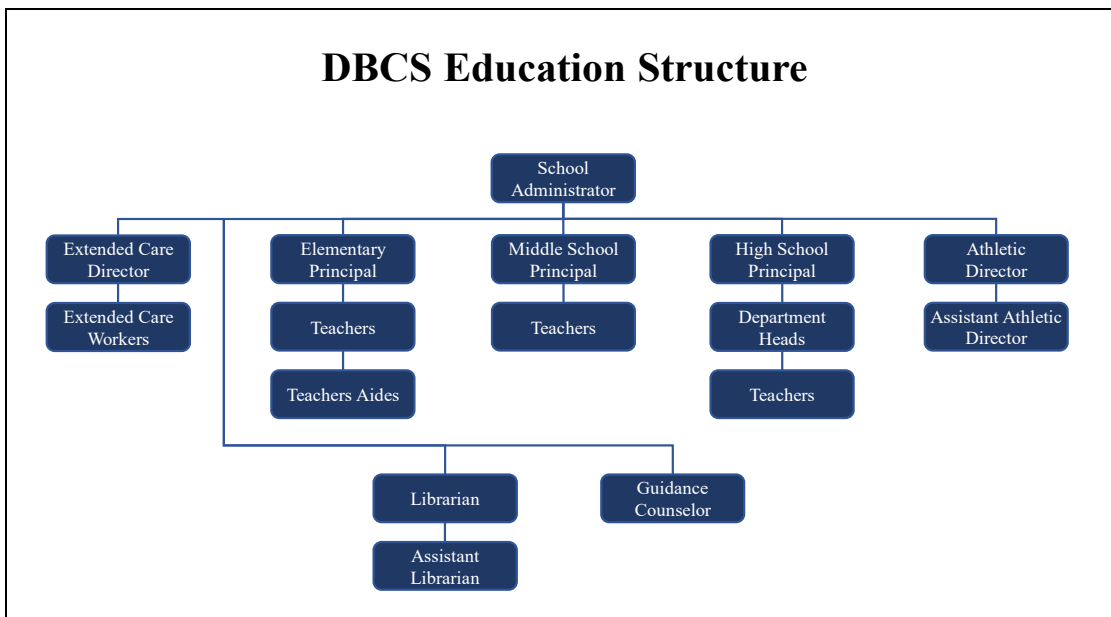 DBCS Education Structure
School
Administrator
Extended Care
Director
Elementary
Principal
Middle School
Principal
High School
Principal
Athletic
Director
Extended Care
Workers
Teachers
Teachers
Department
Heads
Assistant Athletic
Director
Teachers Aides
Teachers
Librarian
Guidance
Counselor
Assistant
Librarian